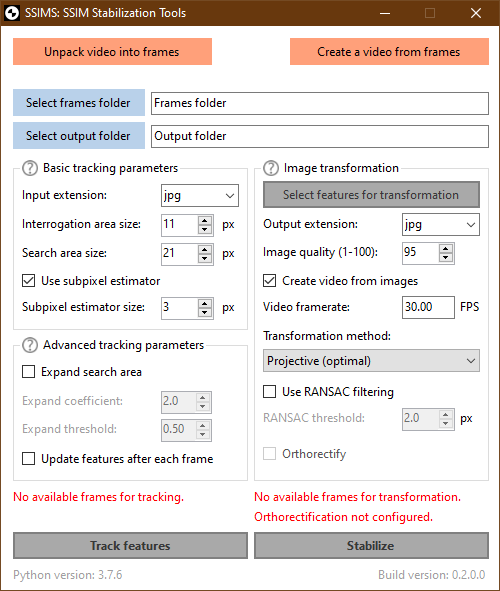 SSIMS: SSIM Stabilization Tools
Unpack video into frames
Create a video from frames
Select frames folder
Frames folder
Select output folder
Output folder
? Basic tracking parameters
Input extension:
jpg
Interrogation area size:
11
px
Search area size:
21
px
Use subpixel estimator
Subpixel estimator size:
3
px
? Advanced tracking parameters
Expand search area
Expand coefficient:
2.0
Expand threshold:
0.50
Update features after each frame
No available frames for tracking.
Track features
? Image transformation
Select features for transformation
Output extension:
jpg
Image quality (1-100):
95
Create video from images
Video framerate:
30.00
FPS
Transformation method:
Projective (optimal)
Use RANSAC filtering
RANSAC threshold:
2.0
px
Orthorectify
No available frames for transformation.
Orthorectification not configured.
Stabilize
Python version: 3.7.6
Build version: 0.2.0.0